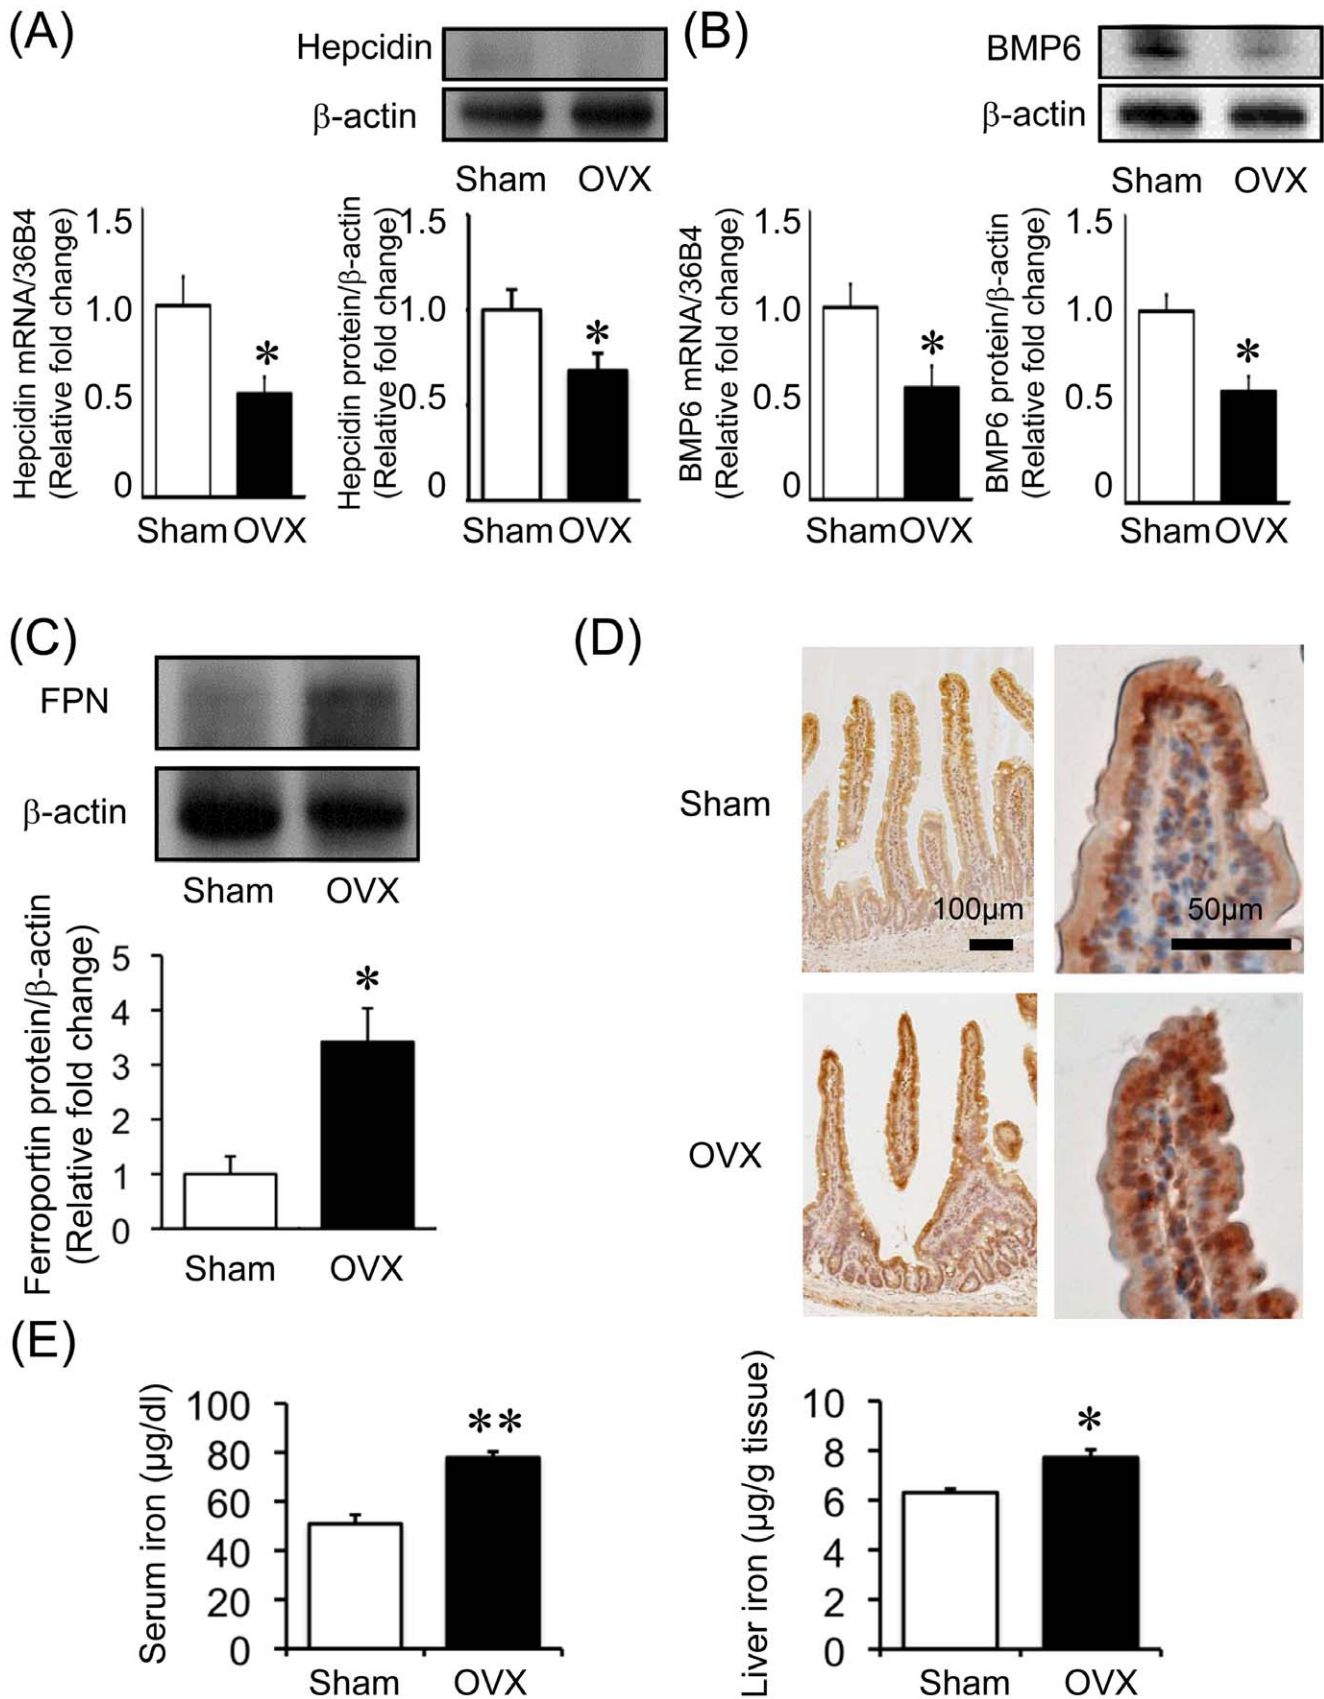 (A)
Hepcidin
β-actin
Sham OVX
Hepcidin mRNA/36B4
(Relative fold change)
1.5
1.0
0.5
0
*
Sham OVX
Hepcidin protein/β-actin
(Relative fold change)
1.5
1.0
0.5
0
*
Sham OVX
(B)
BMP6
β-actin
Sham OVX
BMP6 mRNA/36B4
(Relative fold change)
1.5
1.0
0.5
0
*
Sham OVX
BMP6 protein/β-actin
(Relative fold change)
1.5
1.0
0.5
0
*
Sham OVX
(C)
FPN
β-actin
Sham OVX
Ferroportin protein/β-actin
(Relative fold change)
5
4
3
2
1
0
*
Sham OVX
(D)
Sham
100µm
50µm
OVX
(E)
Serum iron (µg/dl)
100
80
60
40
20
0
**
Sham OVX
Liver iron (µg/g tissue)
10
8
6
4
2
0
*
Sham OVX